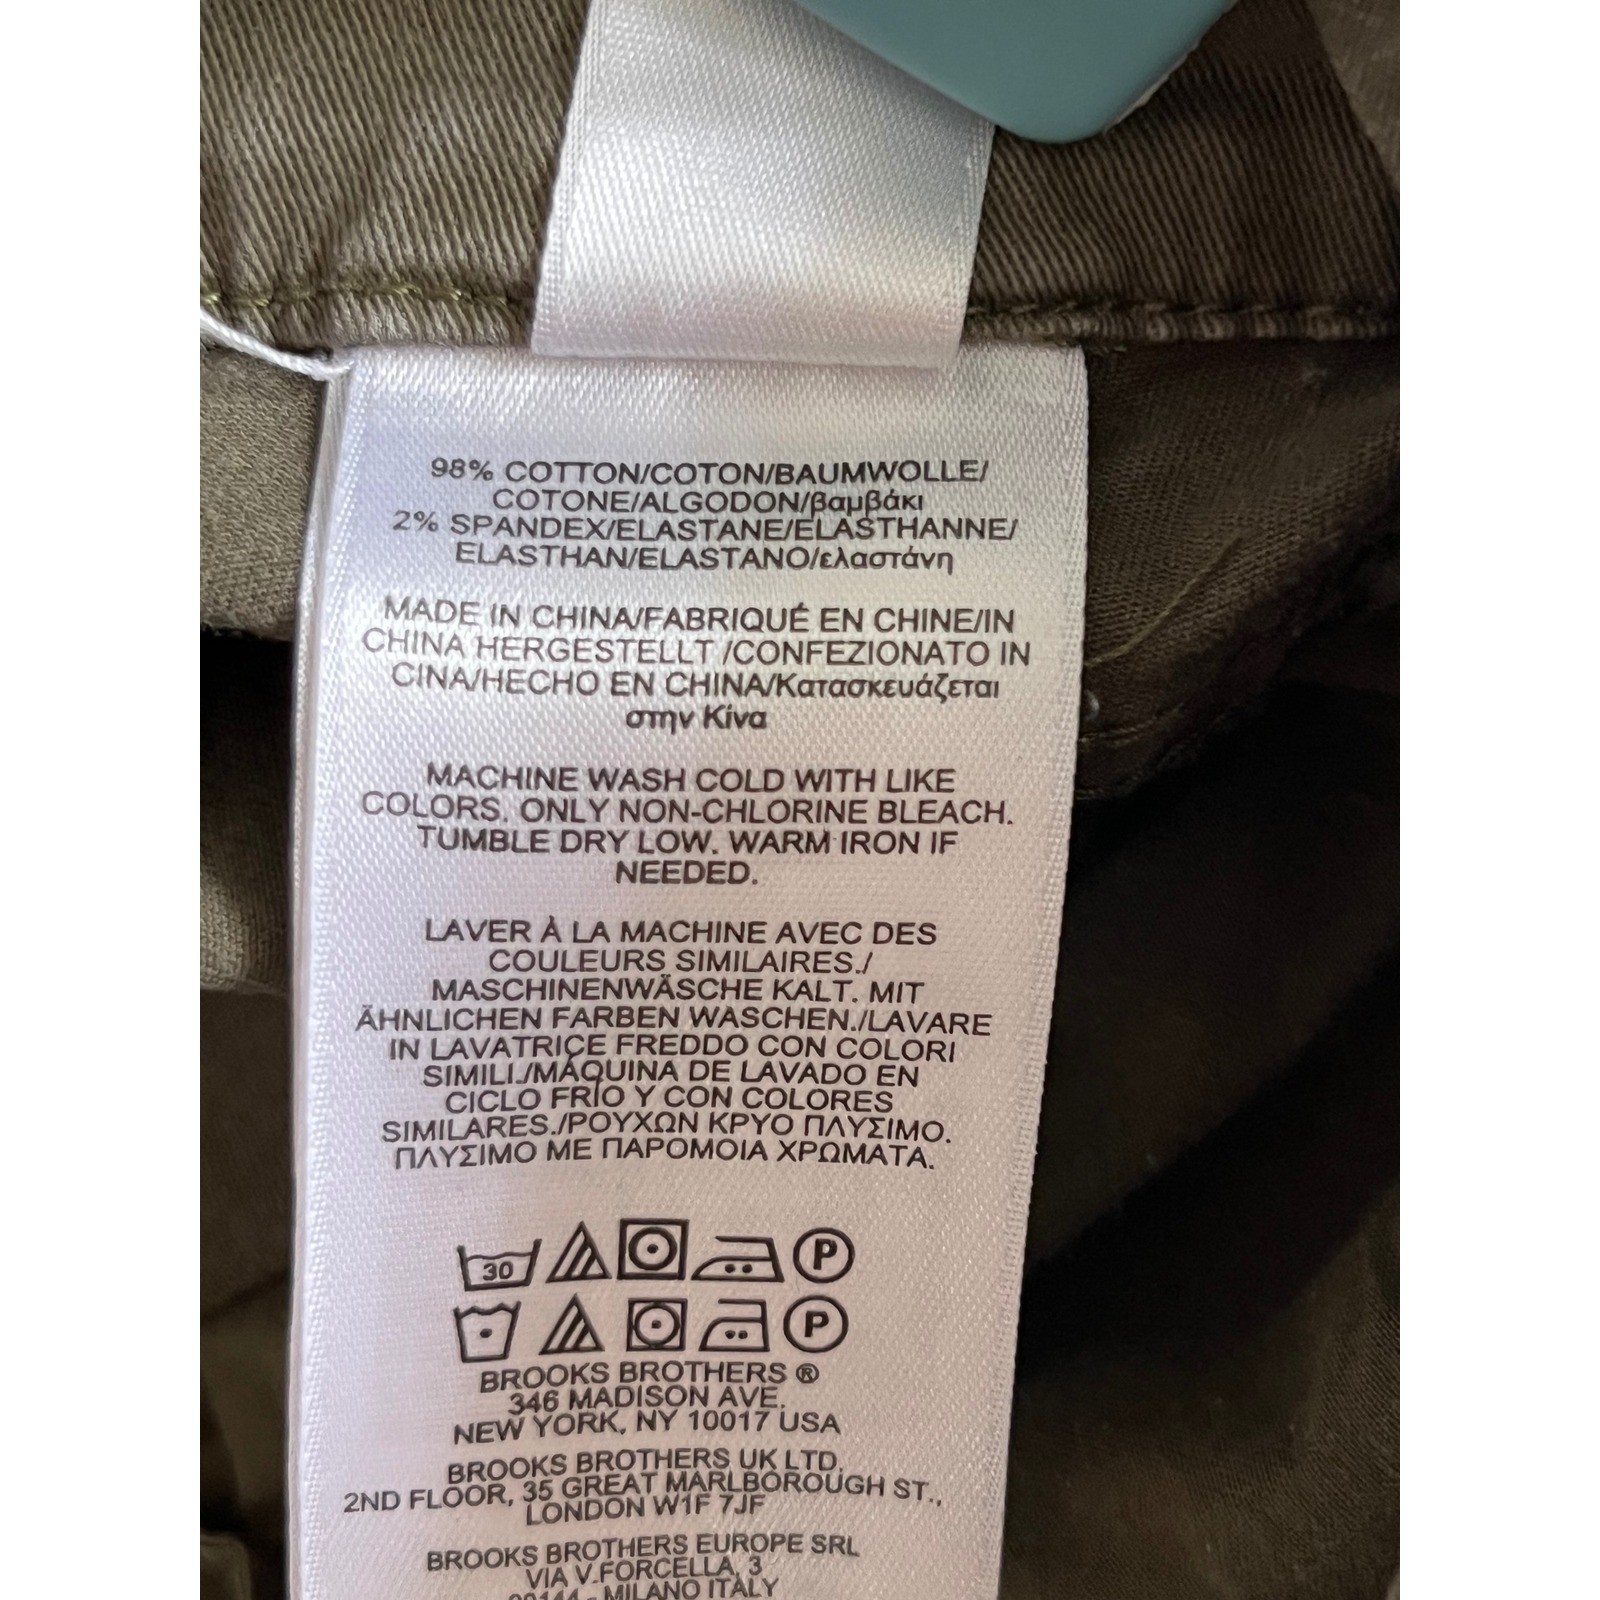 98% COTTON/COTON/BAUMWOLLE/
COTONE/ALGODON/βαμβάκι
2% SPANDEX/ELASTANE/ELASTHANNE/
ELASTHAN/ELASTANO/ελαστάνη
MADE IN CHINA/FABRIQUÉ EN CHINE/IN
CHINA HERGESTELLT /CONFEZIONATO IN
CINA/HECHO EN CHINA/Κατασκευάζεται
στην Κίνα
MACHINE WASH COLD WITH LIKE
COLORS. ONLY NON-CHLORINE BLEACH.
TUMBLE DRY LOW. WARM IRON IF
NEEDED.
LAVER À LA MACHINE AVEC DES
COULEURS SIMILAIRES./
MASCHINENWÄSCHE KALT. MIT
ÄHNLICHEN FARBEN WASCHEN./LAVARE
IN LAVATRICE FREDDO CON COLORI
SIMILI./MÁQUINA DE LAVADO EN
CICLO FRÍO Y CON COLORES
SIMILARES./ΡΟΥΧΩΝ ΚΡΥΟ ΠΛΥΣΙΜΟ.
ΠΛΥΣΙΜΟ ΜΕ ΠΑΡΟΜΟΙΑ ΧΡΩΜΑΤΑ.
30 P
P
BROOKS BROTHERS ®
346 MADISON AVE.
NEW YORK, NY 10017 USA
BROOKS BROTHERS UK LTD.
2ND FLOOR, 35 GREAT MARLBOROUGH ST.,
LONDON W1F 7JF
BROOKS BROTHERS EUROPE SRL
VIA V.FORCELLA, 3
- MILANO ITALY